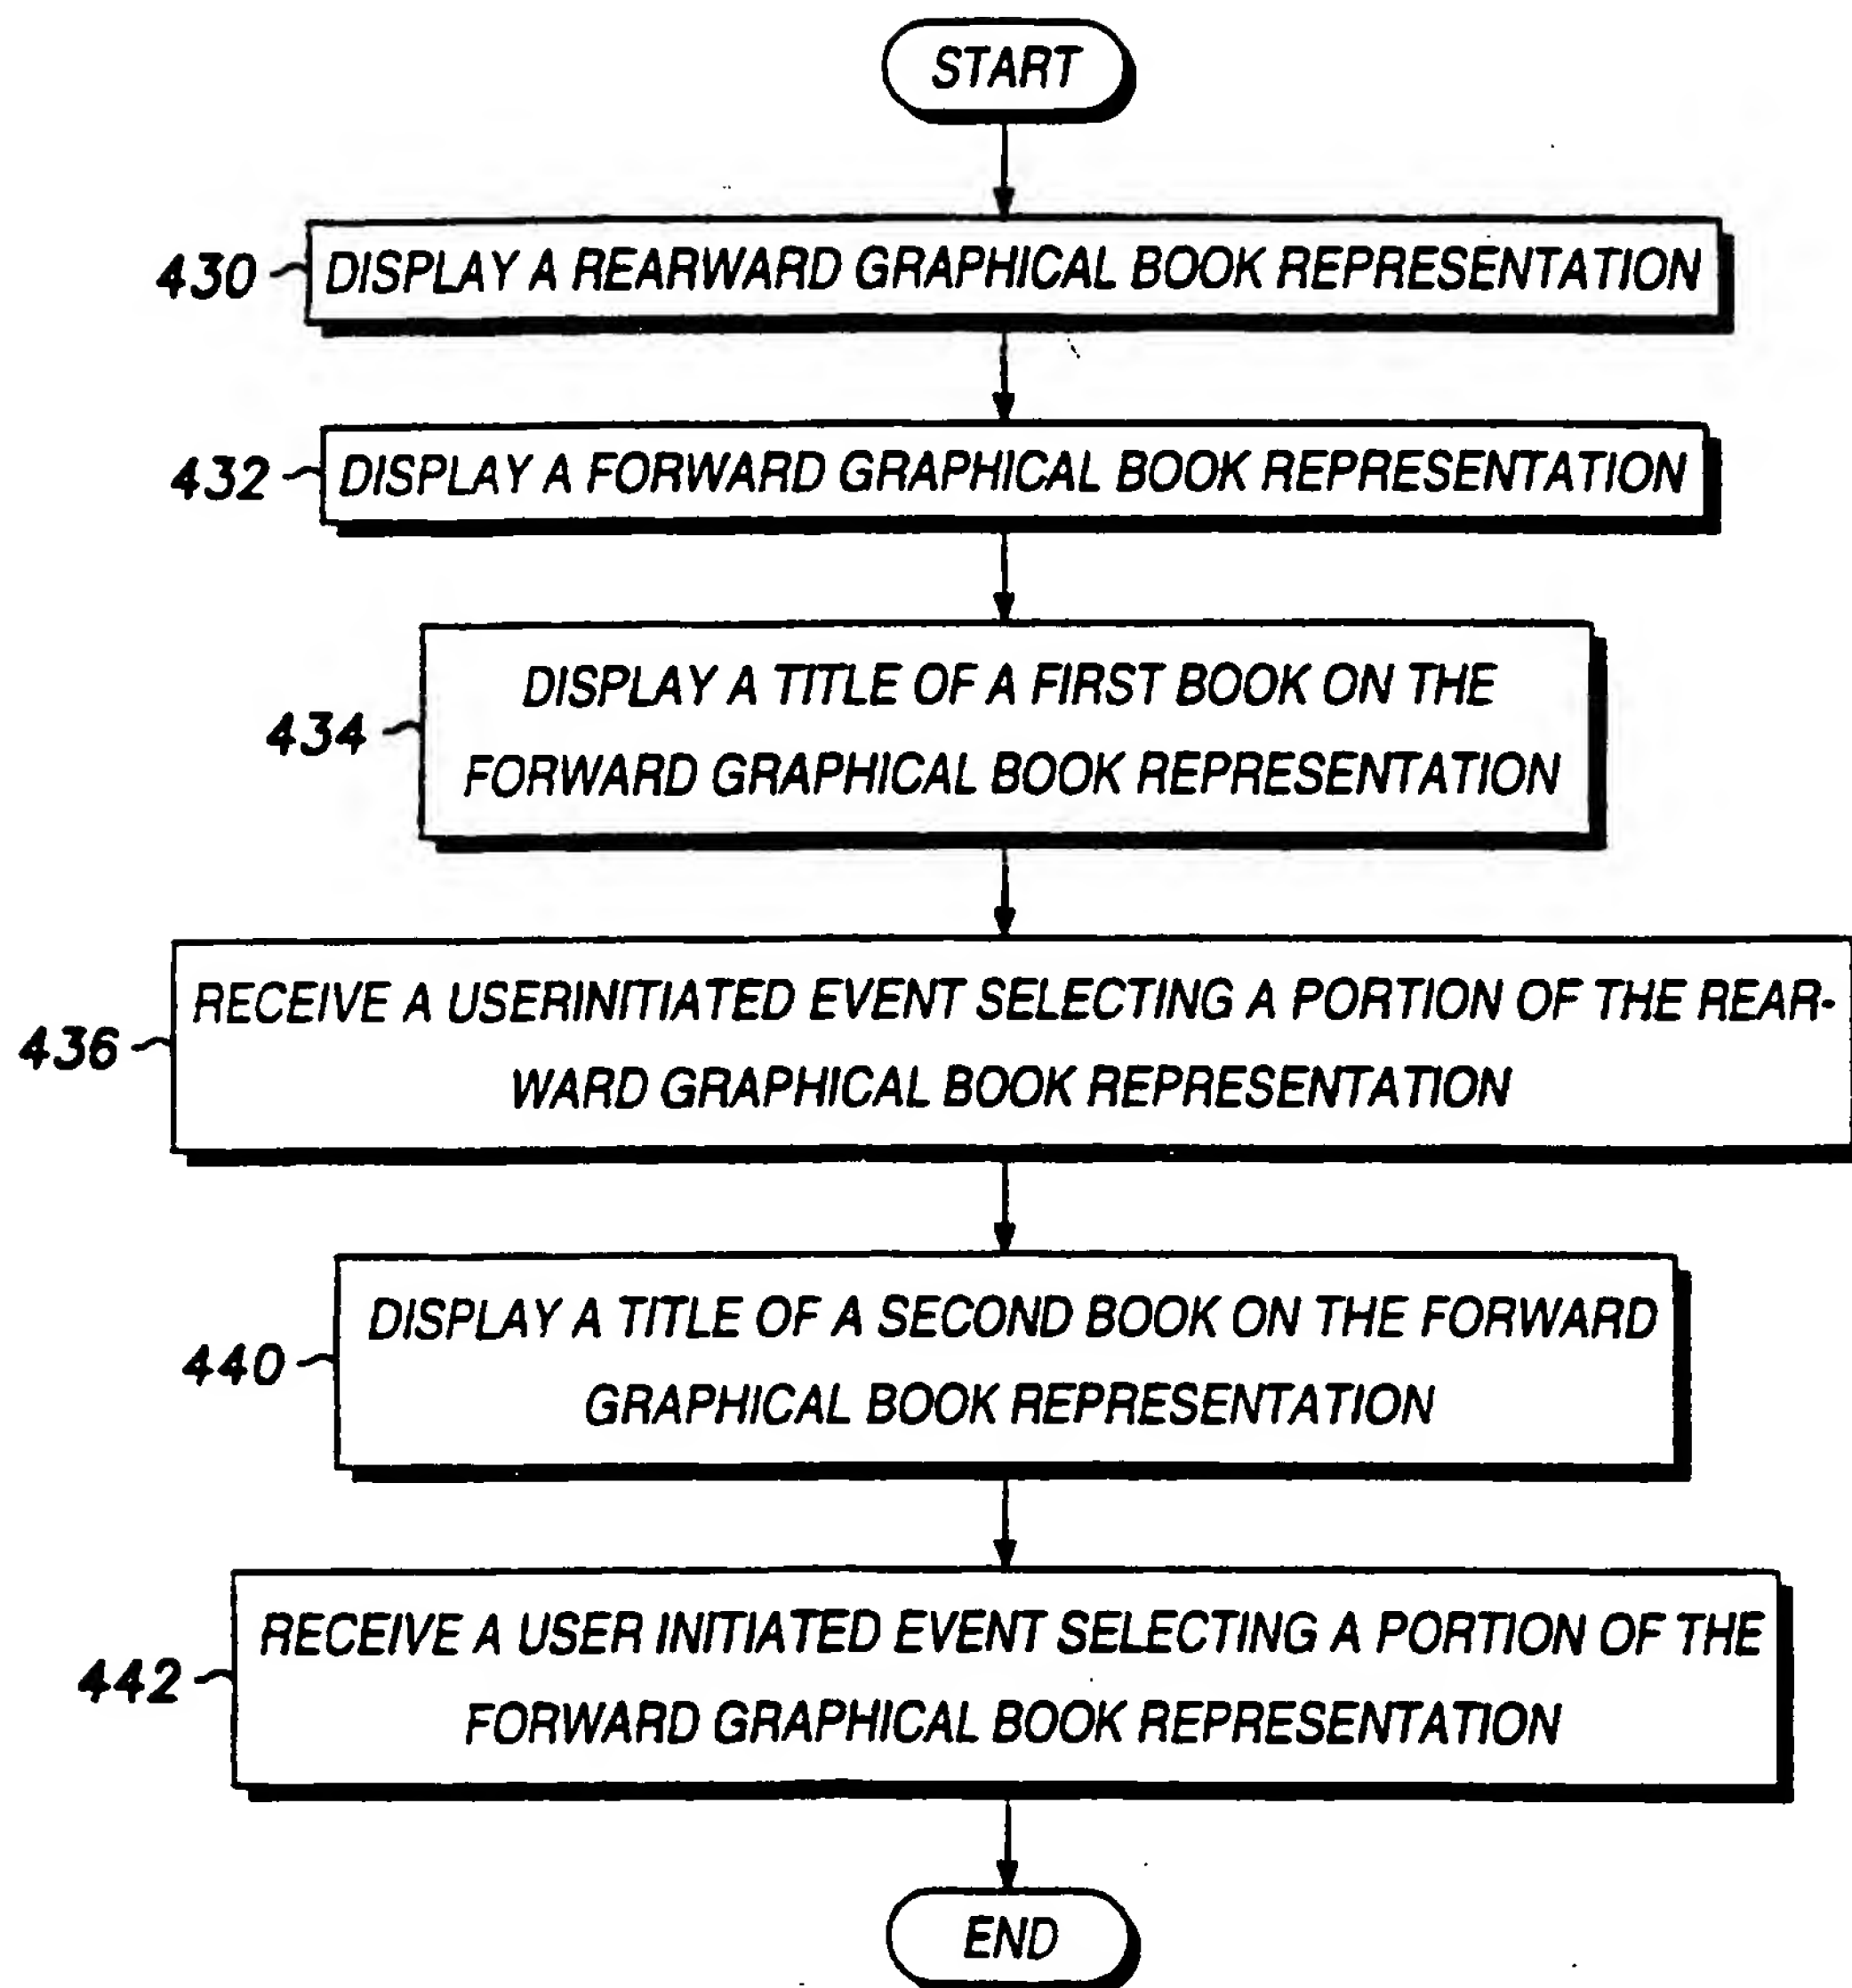 START
430 DISPLAY A REARWARD GRAPHICAL BOOK REPRESENTATION
432 DISPLAY A FORWARD GRAPHICAL BOOK REPRESENTATION
DISPLAY A TITLE OF A FIRST BOOK ON THE
434
FORWARD GRAPHICAL BOOK REPRESENTATION
RECEIVE A USERINITIATED EVENT SELECTING A PORTION OF THE REAR-
436
WARD GRAPHICAL BOOK REPRESENTATION
DISPLAY A TITLE OF A SECOND BOOK ON THE FORWARD
440
GRAPHICAL BOOK REPRESENTATION
RECEIVE A USER INITIATED EVENT SELECTING A PORTION OF THE
442
FORWARD GRAPHICAL BOOK REPRESENTATION
END